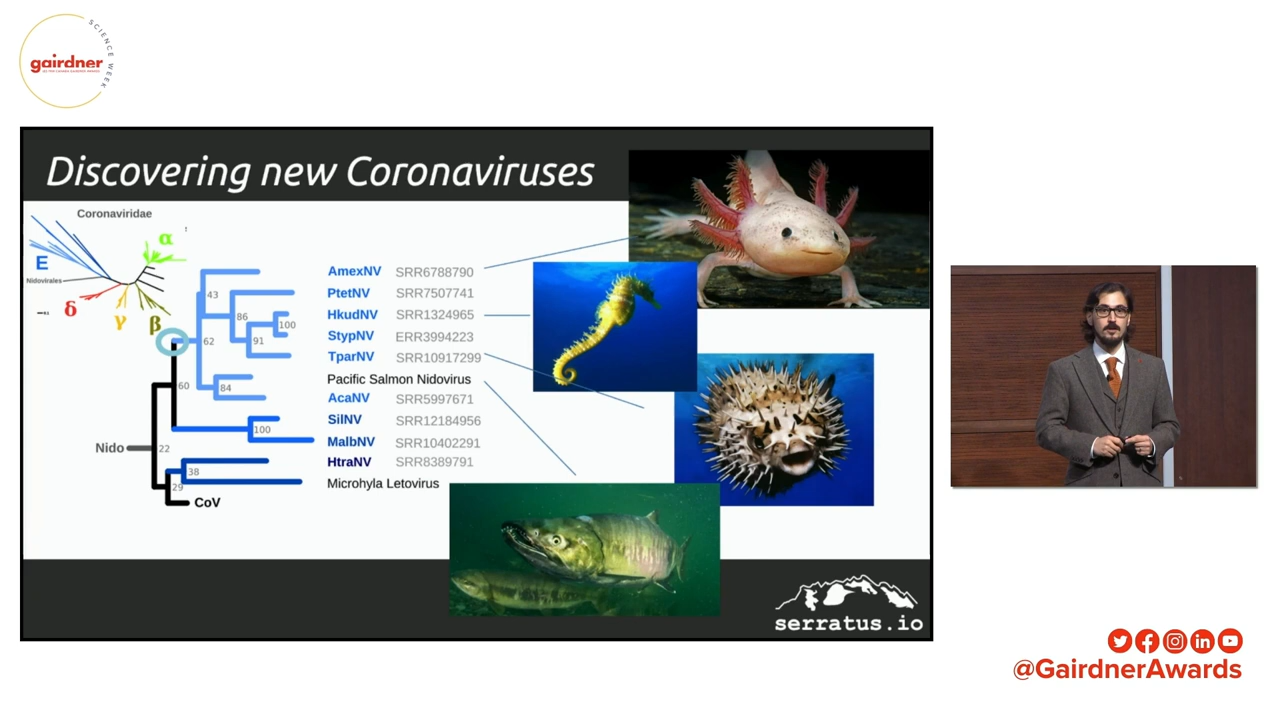 SCIENCE WEEK
gairdner
Discovering new Coronaviruses
Coronaviridae
α
E
Nidovirales
δ
γ
β
43
86
100
91
62
84
60
100
Nido
22
38
29
CoV
AmexNV SRR6788790
PtetNV SRR7507741
HkudNV SRR1324965
StypNV ERR3994223
TparNV SRR10917299
Pacific Salmon Nidovirus
AcaNV SRR5997671
SilNV SRR12184956
MalbNV SRR10402291
HtraNV SRR8389791
Microhyla Letovirus
serratus.io
@GairdnerAwards